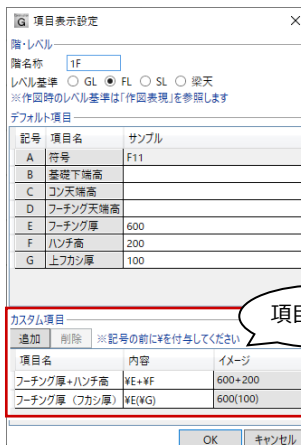 G 項目表示設定
階・レベル
階名称 1F
レベル基準 GL FL SL 梁天
※作図時のレベル基準は「作図表現」を参照します
デフォルト項目
記号 項目名 サンプル
A 符号 F11
B 基礎下端高
C コン天端高
D フーチング天端高
E フーチング厚 600
F ハンチ高 200
G 上フカシ厚 100
項目
カスタム項目
追加 削除 ※記号の前に¥を付与してください
項目名 内容 イメージ
フーチング厚+ハンチ高 ¥E+¥F 600+200
フーチング厚（フカシ厚） ¥E(¥G) 600(100)
OK キャンセル